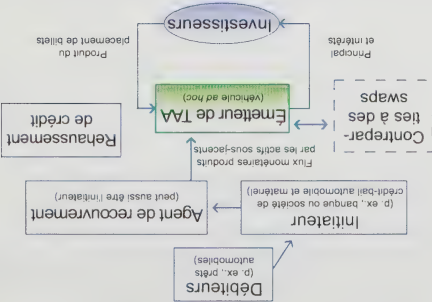 Débiteurs
(p. ex., prêts
automobiles)
Initiateur
(p. ex., banque ou société de
crédit-bail automobile et matériel)
Agent de recouvrement
(peut aussi être l'initiateur)
Flux monétaires produits
par les actifs sous-jacents
Contrepar-
ties à des
swaps
Émetteur de TAA
(véhicule ad hoc)
Rehaussement
de crédit
Principal
et intérêts
Produit du
placement de billets
Investisseurs